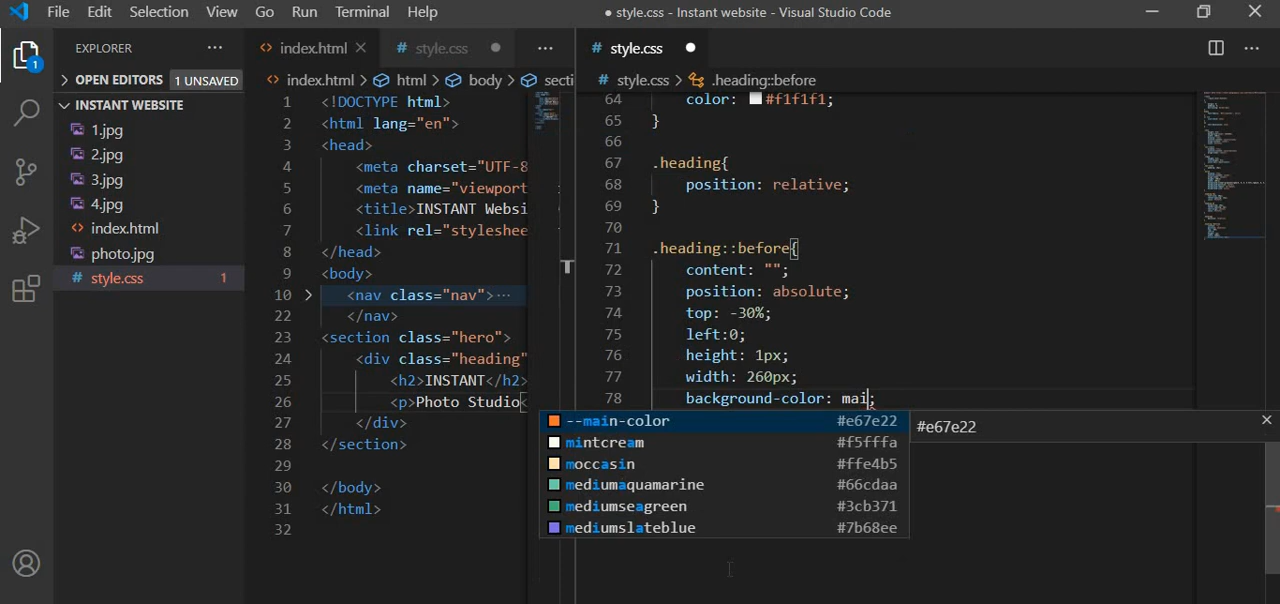 File Edit Selection View Go Run Terminal Help
● style.css - Instant website - Visual Studio Code
EXPLORER
OPEN EDITORS 1 UNSAVED
INSTANT WEBSITE
1.jpg
2.jpg
3.jpg
4.jpg
index.html
photo.jpg
style.css 1
1
index.html
style.css
index.html > html > body > secti
1 <!DOCTYPE html>
2 <html lang="en">
3 <head>
4 <meta charset="UTF-8
5 <meta name="viewport
6 <title>INSTANT Websi
7 <link rel="styleshee
8 </head>
9 <body>
10 <nav class="nav">⋯
22 </nav>
23 <section class="hero">
24 <div class="heading"
25 <h2>INSTANT</h2>
26 <p>Photo Studio<
27 </div>
28 </section>
29
30 </body>
31 </html>
32
style.css
style.css > .heading::before
64 color: #f1f1f1;
65 }
66
67 .heading{
68 position: relative;
69 }
70
71 .heading::before{
72 content: "";
73 position: absolute;
74 top: -30%;
75 left:0;
76 height: 1px;
77 width: 260px;
78 background-color: mai;
--main-color #e67e22
mintcream #f5fffa
moccasin #ffe4b5
mediumaquamarine #66cdaa
mediumseagreen #3cb371
mediumslateblue #7b68ee
#e67e22